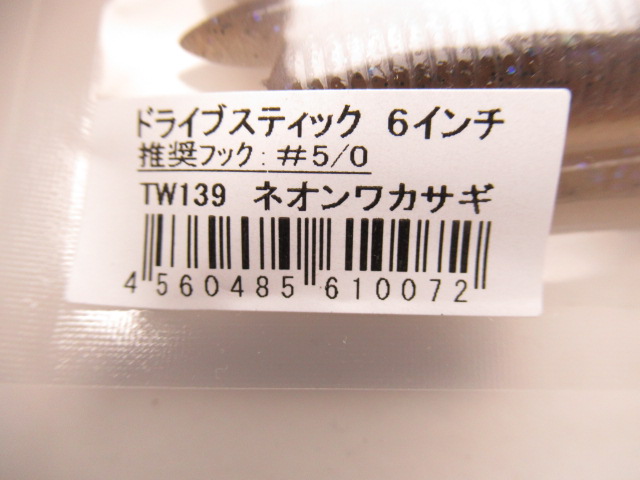 ドライブスティック 6インチ
推奨フック:#5/0
TW139 ネオンワカサギ
4 560485 610072